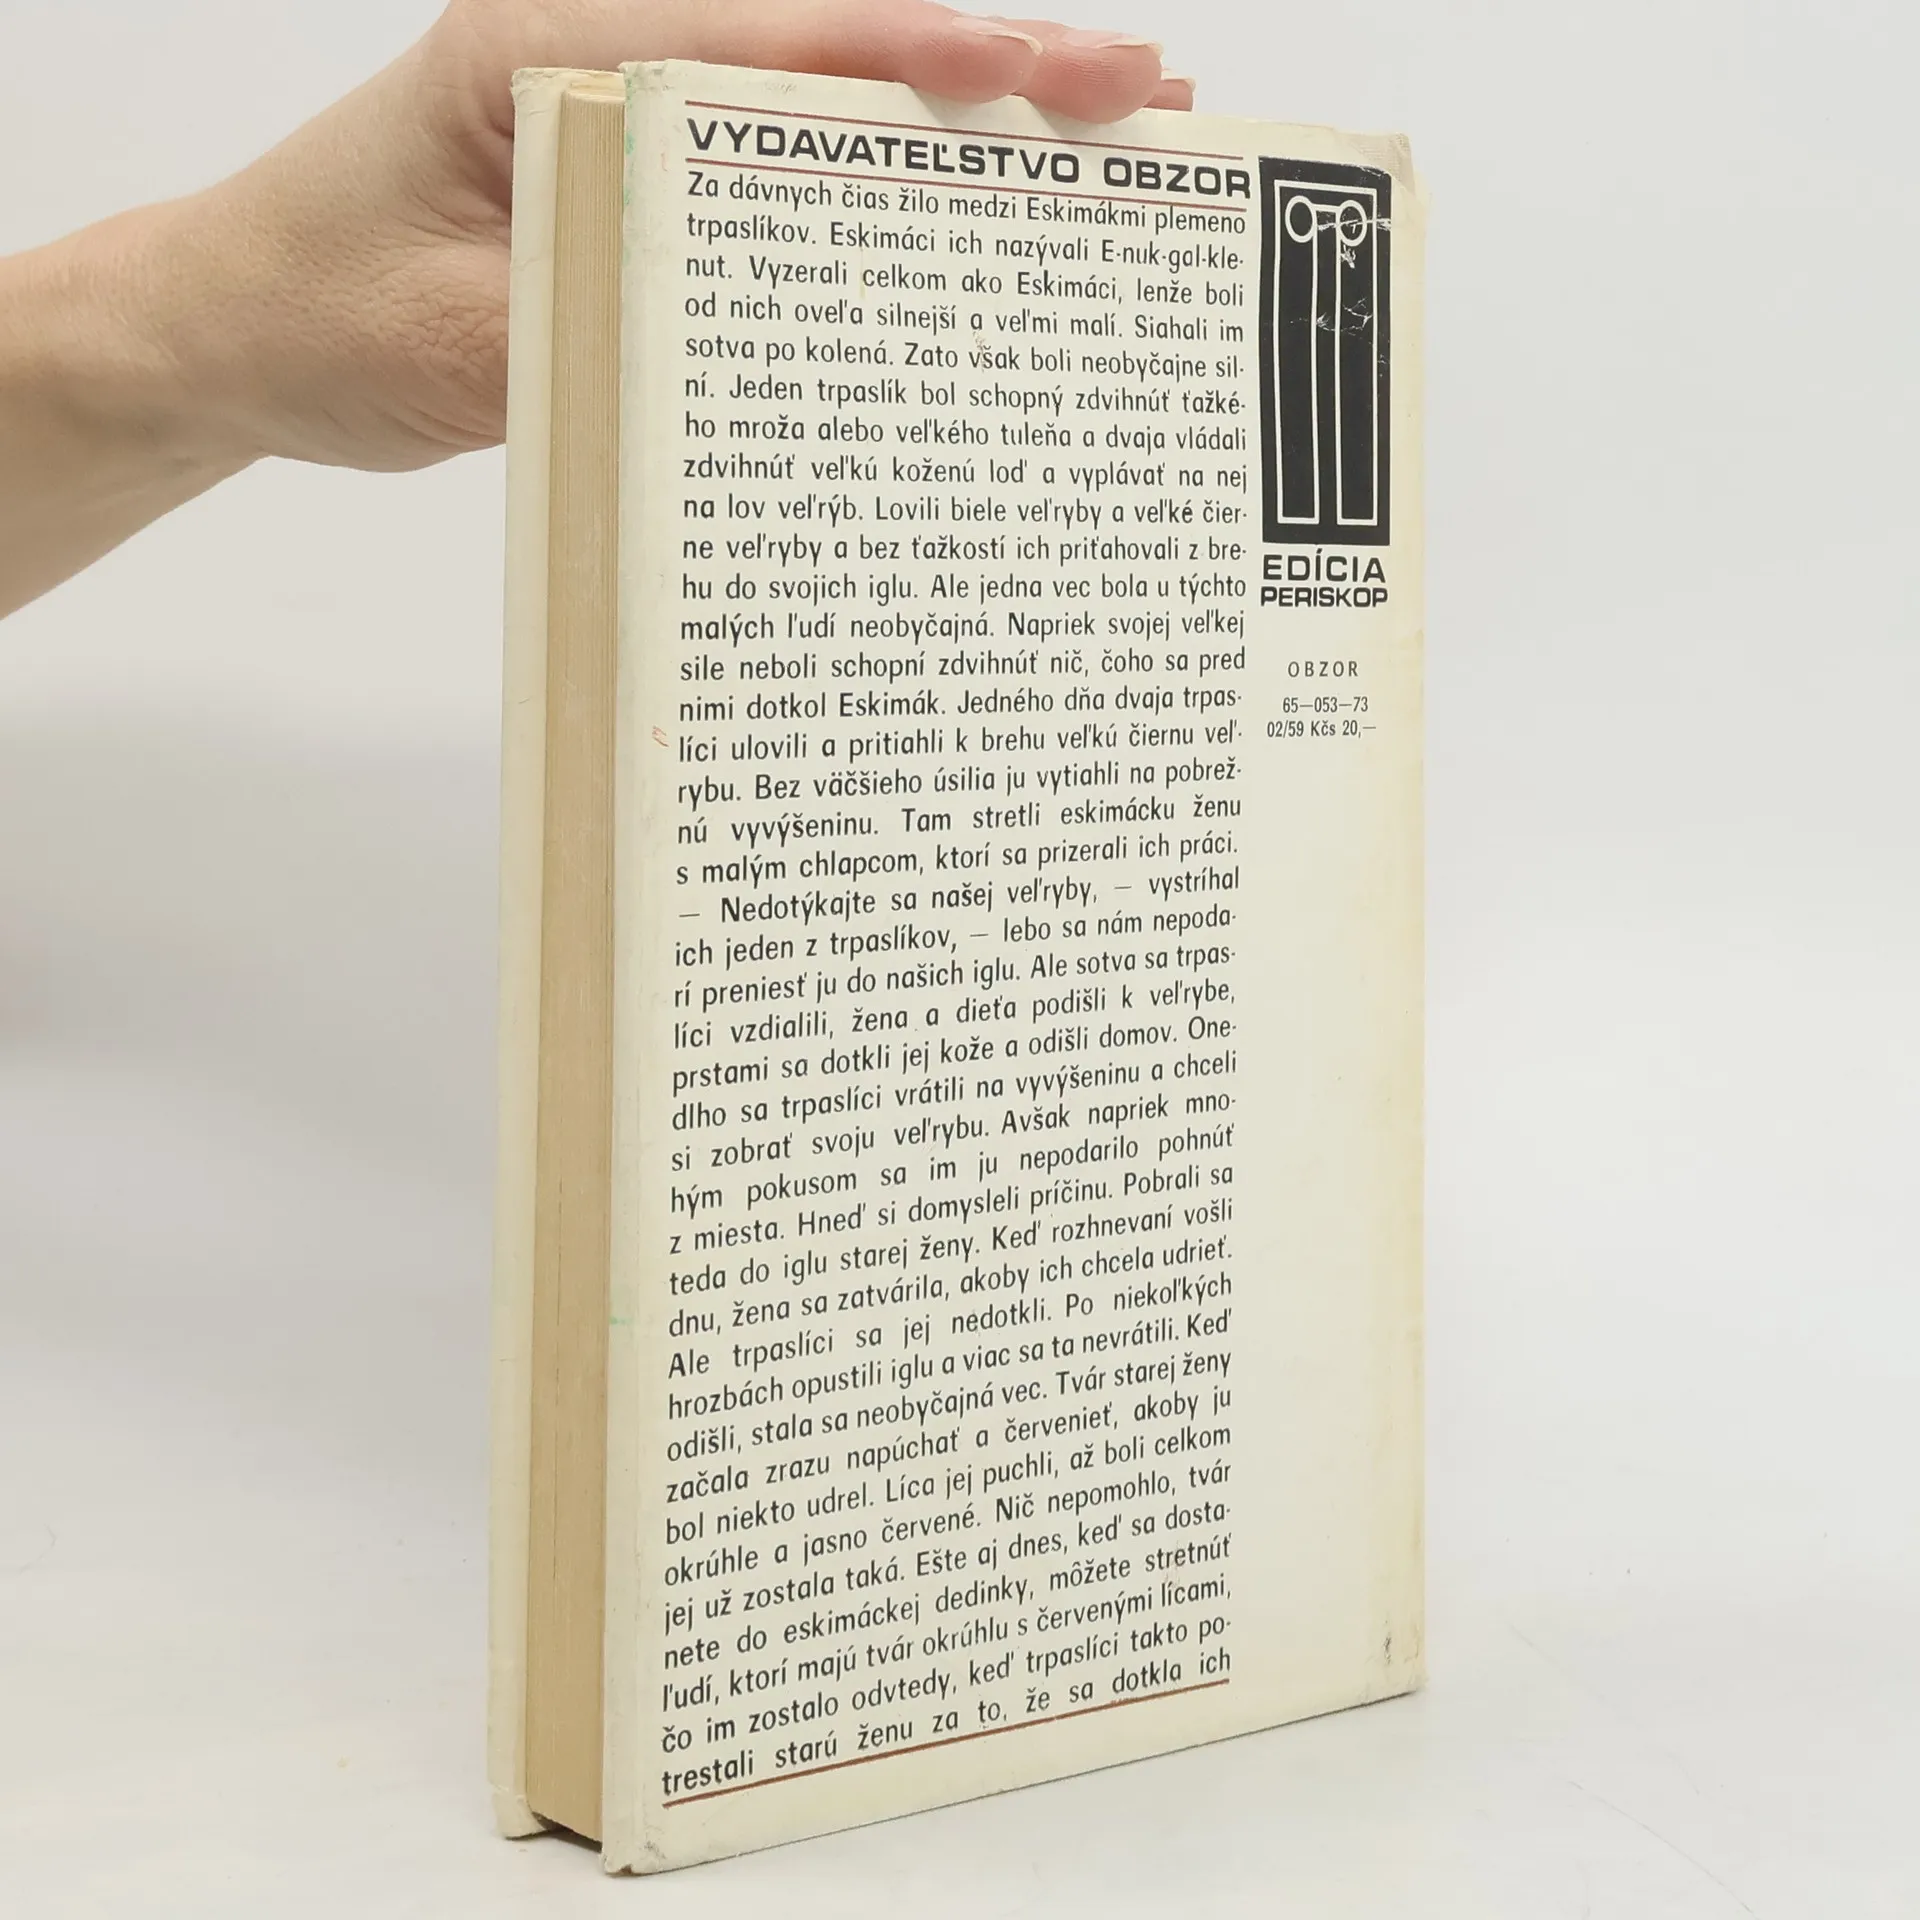 VYDAVATEĽSTVO OBZOR
Za dávnych čias žilo medzi Eskimákmi plemeno
trpaslíkov. Eskimáci ich nazývali E-nuk-gal-kle-
nut. Vyzerali celkom ako Eskimáci, lenže boli
od nich oveľa silnejší a veľmi malí. Siahali im
sotva po kolená. Zato však boli neobyčajne sil-
ní. Jeden trpaslík bol schopný zdvihnúť ťažké-
ho mroža alebo veľkého tuleňa a dvaja vládali
zdvihnúť veľkú koženú loď a vyplávať na nej
na lov veľrýb. Lovili biele veľryby a veľké čier-
ne veľryby a bez ťažkostí ich priťahovali z bre-
hu do svojich iglu. Ale jedna vec bola u týchto
malých ľudí neobyčajná. Napriek svojej veľkej
sile neboli schopní zdvihnúť nič, čoho sa pred
nimi dotkol Eskimák. Jedného dňa dvaja trpas-
líci ulovili a pritiahli k brehu veľkú čiernu veľ-
rybu. Bez väčšieho úsilia ju vytiahli na pobrež-
nú vyvýšeninu. Tam stretli eskimácku ženu
s malým chlapcom, ktorí sa prizerali ich práci.
— Nedotýkajte sa našej veľryby, — vystríhal
ich jeden z trpaslíkov, — lebo sa nám nepoda-
rí preniesť ju do našich iglu. Ale sotva sa trpas-
líci vzdialili, žena a dieťa podišli k veľrybe,
prstami sa dotkli jej kože a odišli domov. One-
dlho sa trpaslíci vrátili na vyvýšeninu a chceli
si zobrať svoju veľrybu. Avšak napriek mno-
hým pokusom sa im ju nepodarilo pohnúť
z miesta. Hneď si domysleli príčinu. Pobrali sa
teda do iglu starej ženy. Keď rozhnevaní vošli
dnu, žena sa zatvárila, akoby ich chcela udrieť.
Ale trpaslíci sa jej nedotkli. Po niekoľkých
hrozbách opustili iglu a viac sa ta nevrátili. Keď
odišli, stala sa neobyčajná vec. Tvár starej ženy
začala zrazu napúchať a červenieť, akoby ju
bol niekto udrel. Líca jej puchli, až boli celkom
okrúhle a jasno červené. Nič nepomohlo, tvár
jej už zostala taká. Ešte aj dnes, keď sa dosta-
nete do eskimáckej dedinky, môžete stretnúť
ľudí, ktorí majú tvár okrúhlu s červenými lícami,
čo im zostalo odvtedy, keď trpaslíci takto po-
trestali starú ženu za to, že sa dotkla ich
EDÍCIA
PERISKOP
OBZOR
65—053—73
02/59 Kčs 20,—